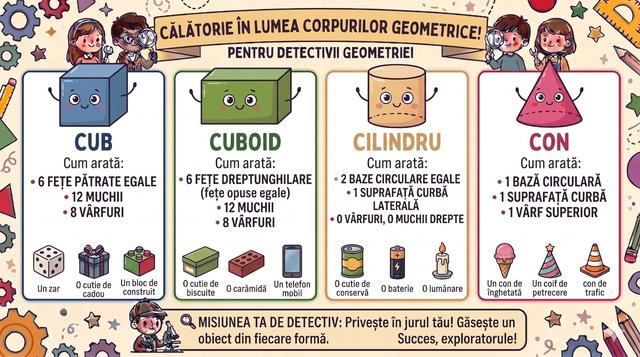 CĂLĂTORIE ÎN LUMEA CORPURILOR GEOMETRICE!
PENTRU DETECTIVII GEOMETRIEI
CUB
Cum arată:
• 6 FEȚE PĂTRATE EGALE
• 12 MUCHII
• 8 VÂRFURI
Un zar
O cutie de
cadou
Un bloc de
construit
CUBOID
Cum arată:
• 6 FEȚE DREPTUNGHILARE
(fețe opuse egale)
• 12 MUCHII
• 8 VÂRFURI
O cutie de
biscuite
O cărămidă
Un telefon
mobil
CILINDRU
Cum arată:
• 2 BAZE CIRCULARE EGALE
• 1 SUPRAFAȚĂ CURBĂ
LATERALĂ
• 0 VÂRFURI, 0 MUCHII DREPTE
O cutie de
conservă
O baterie
O lumânare
CON
Cum arată:
• 1 BAZĂ CIRCULARĂ
• 1 SUPRAFAȚĂ CURBĂ
• 1 VÂRF SUPERIOR
Un con de
înghetată
Un coif de
petrecere
con de
trafic
MISIUNEA TA DE DETECTIV: Privește în jurul tău! Găsește un
obiect din fiecare formă.
Succes, exploratorule!